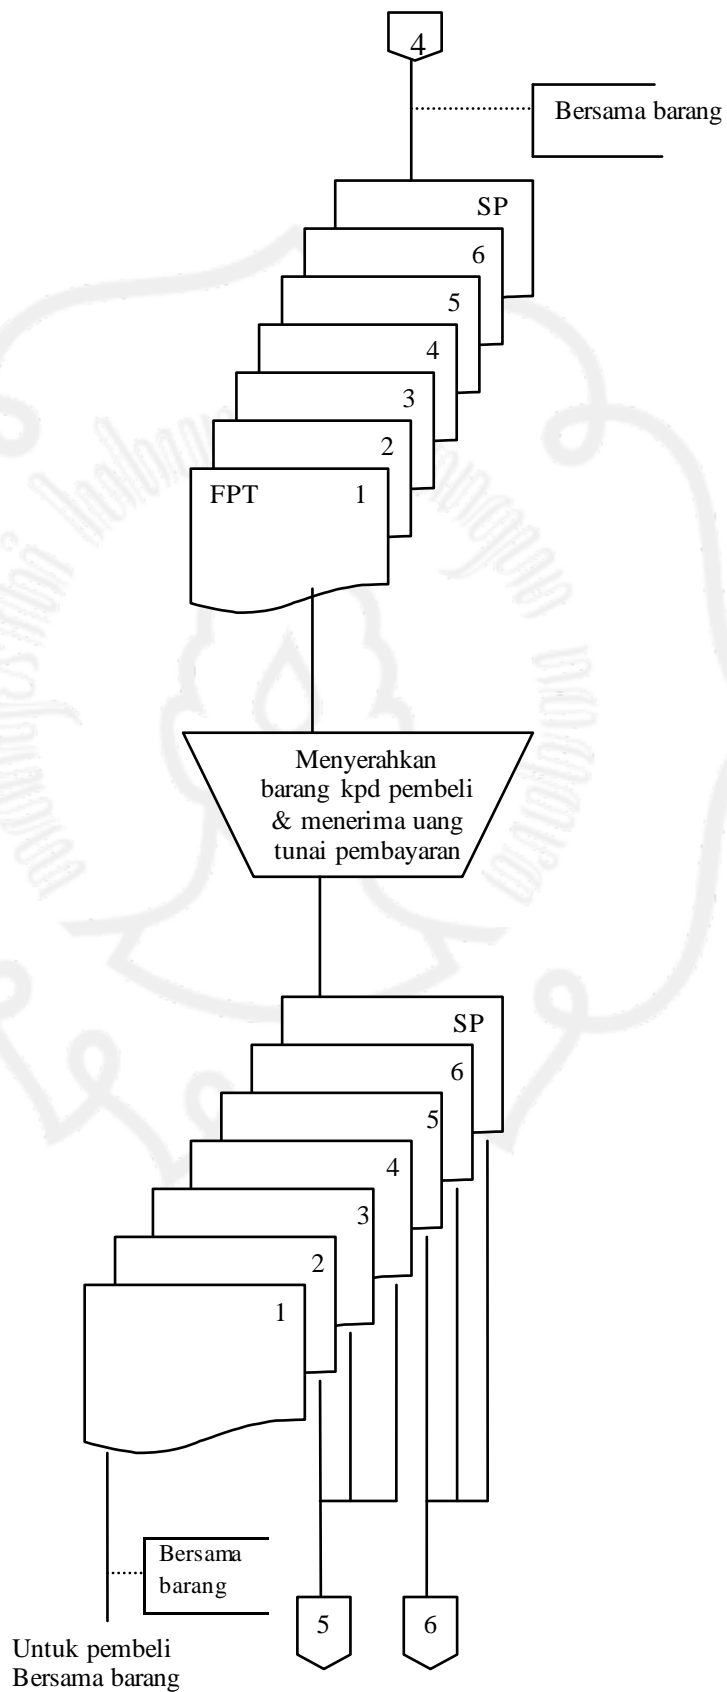 4
Bersama barang
SP
6
5
4
3
2
FPT 1
Menyerahkan
barang kpd pembeli
& menerima uang
tunai pembayaran
SP
6
5
4
3
2
1
Bersama
barang
5
6
Untuk pembeli
Bersama barang